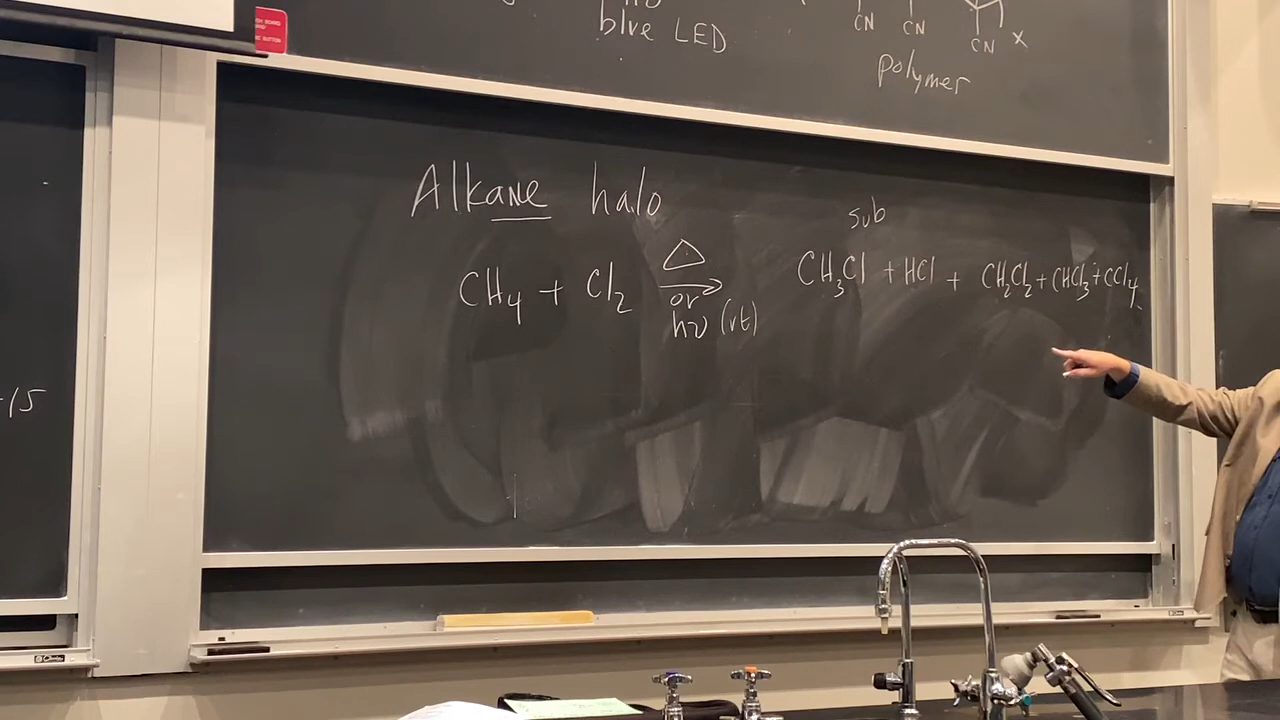 blue LED
CN CN CN x
polymer
Alkane halo
sub
CH₄ + Cl₂ △ → or hν (rt) CH₃Cl + HCl + CH₂Cl₂ + CHCl₃ + CCl₄
15